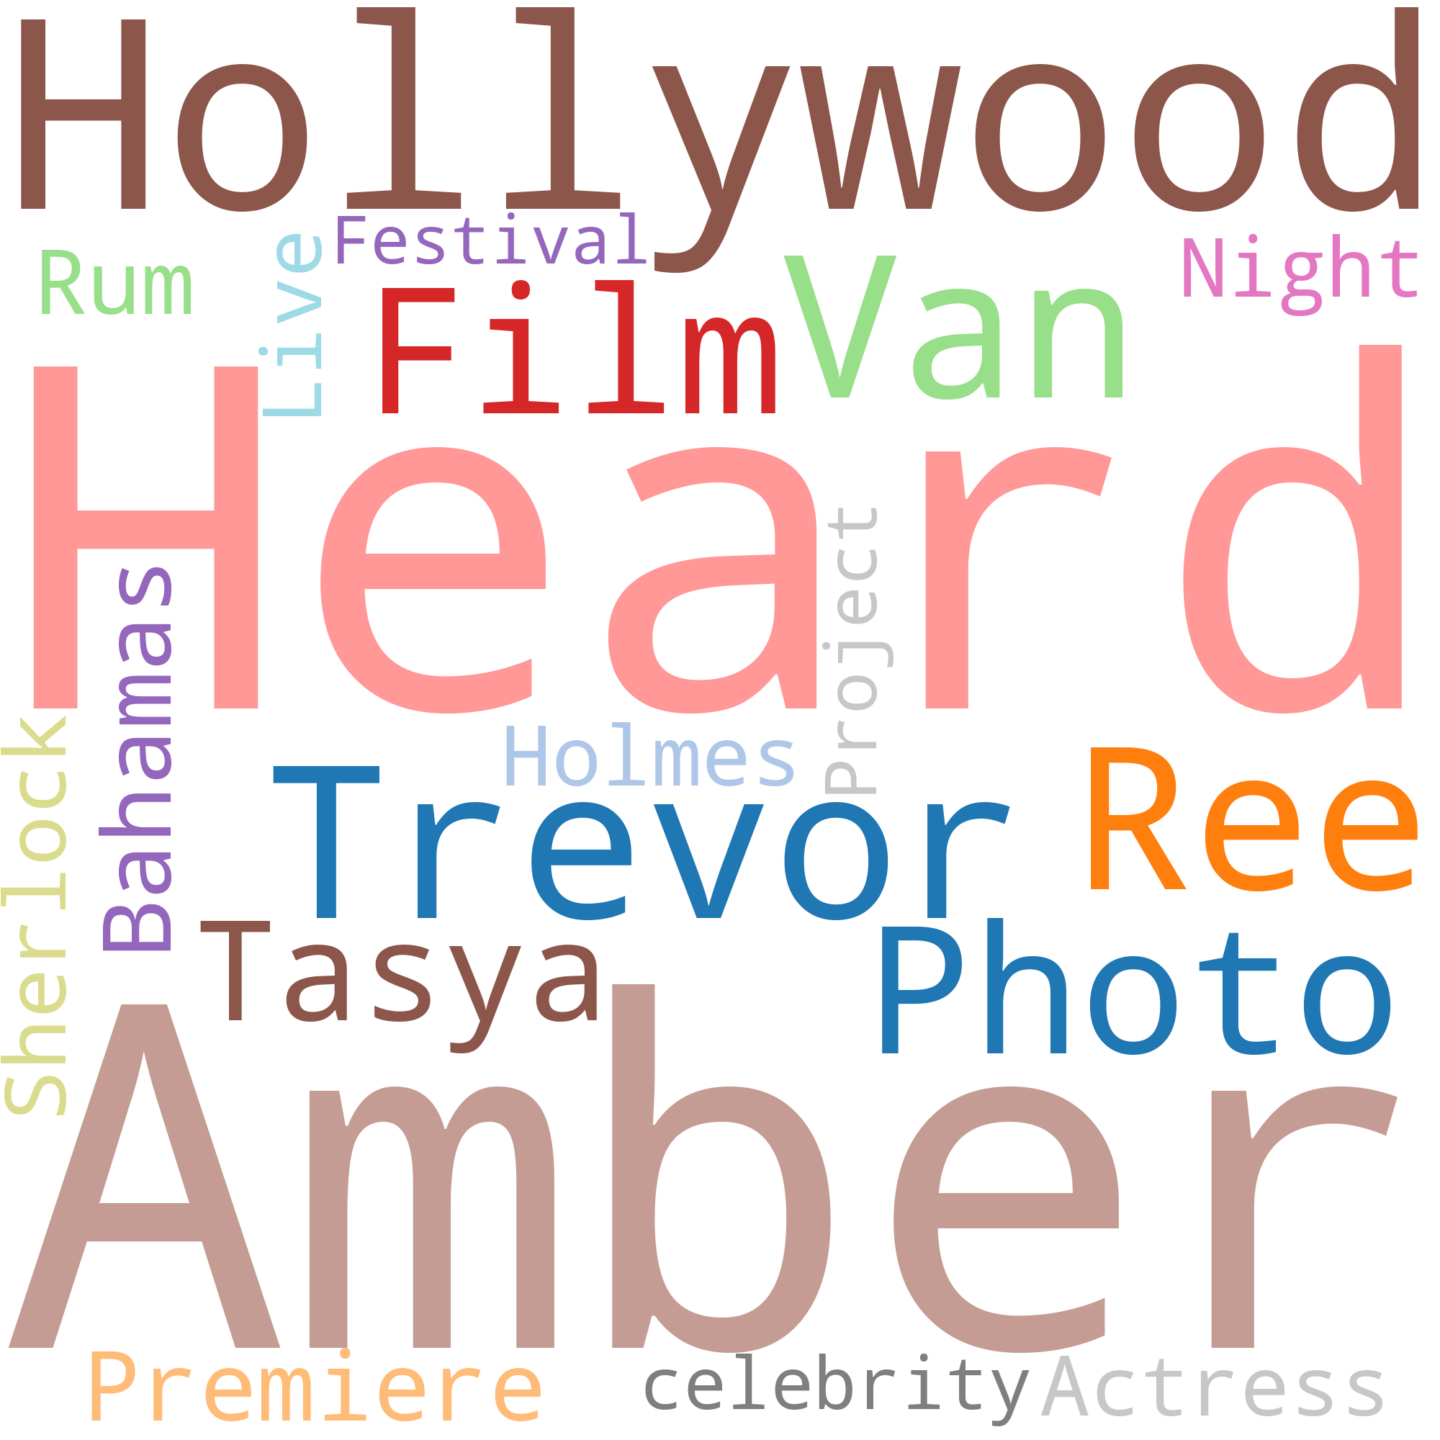 Hollywood
Festival
Live
Rum
Night
Film
Van
Heard
Project
Bahamas
Sherlock
Holmes
Trevor
Ree
Tasya
Photo
Amber
Premiere
celebrity
Actress